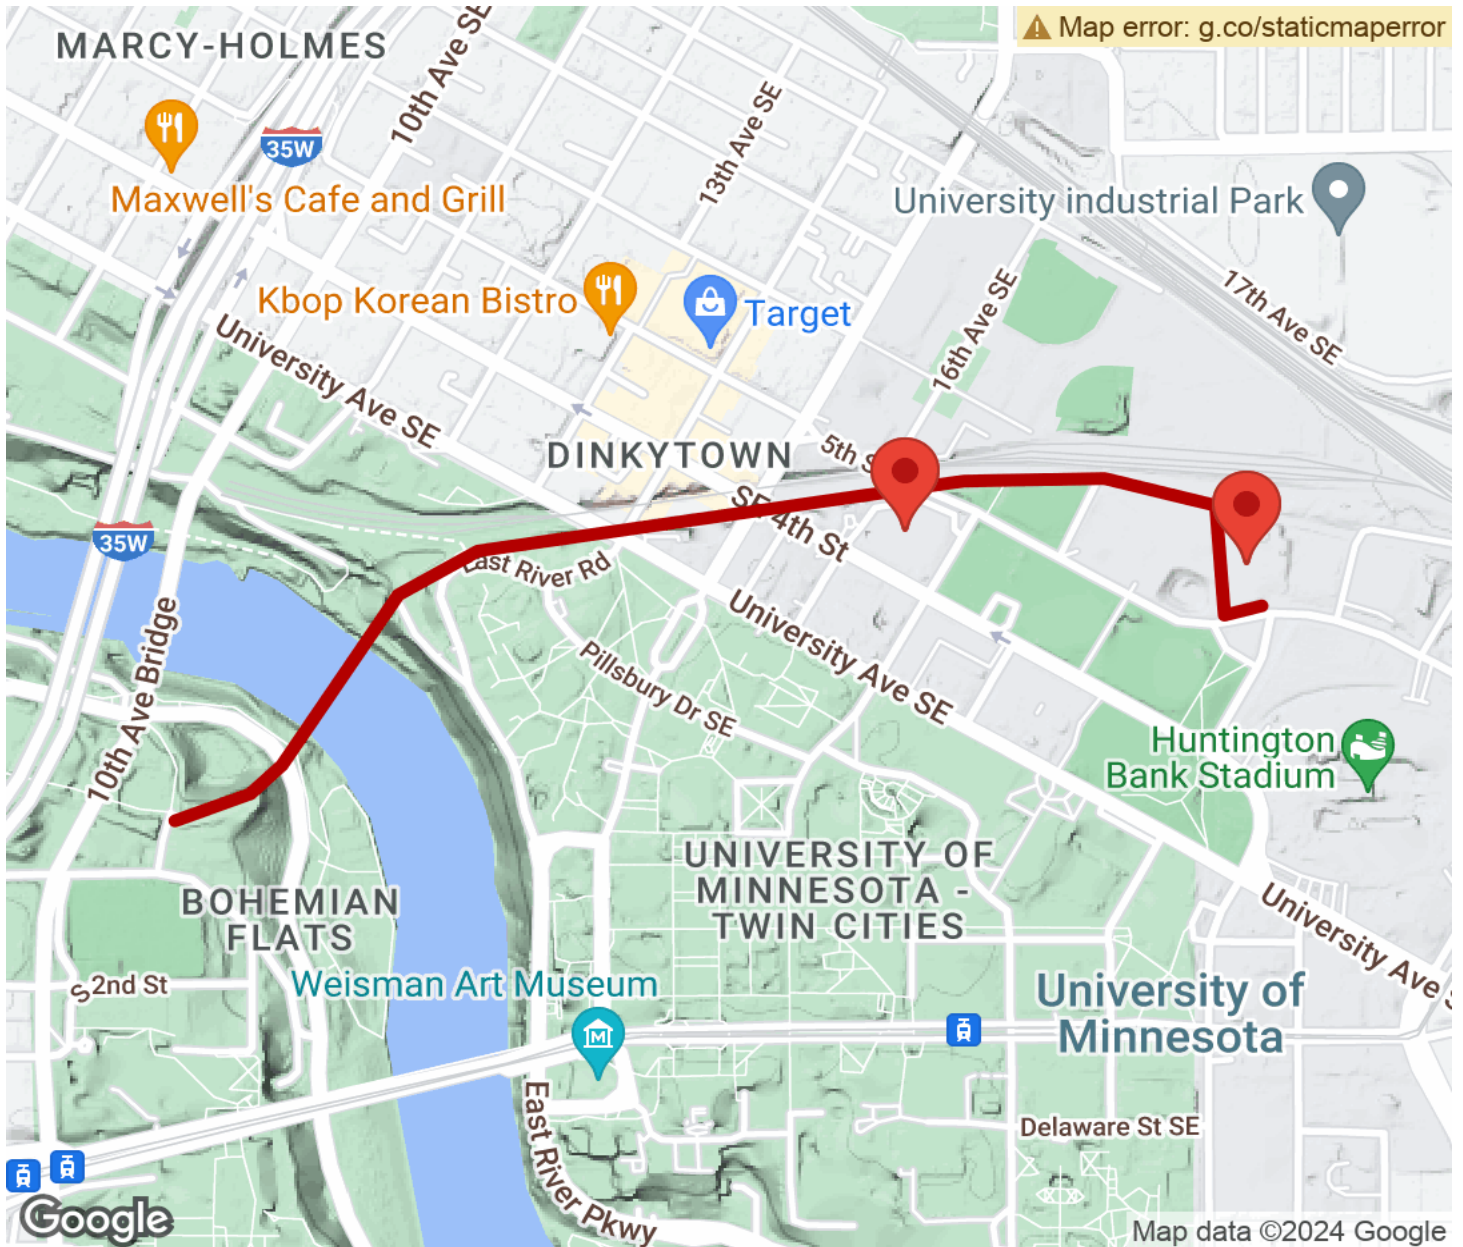 Map error: g.co/staticmaperror
MARCY-HOLMES
10th Ave SE
35W
13th Ave SE
Maxwell's Cafe and Grill
University industrial Park
17th Ave SE
Kbop Korean Bistro
Target
16th Ave SE
University Ave SE
DINKYTOWN
5th S
SE 4th St
35W
East River Rd
10th Ave Bridge
University Ave SE
Pillsbury Dr SE
Huntington
Bank Stadium
UNIVERSITY OF
MINNESOTA -
TWIN CITIES
BOHEMIAN
FLATS
University Ave S
S 2nd St
Weisman Art Museum
M
University of
Minnesota
East River Pkwy
Delaware St SE
Google
Map data ©2024 Google